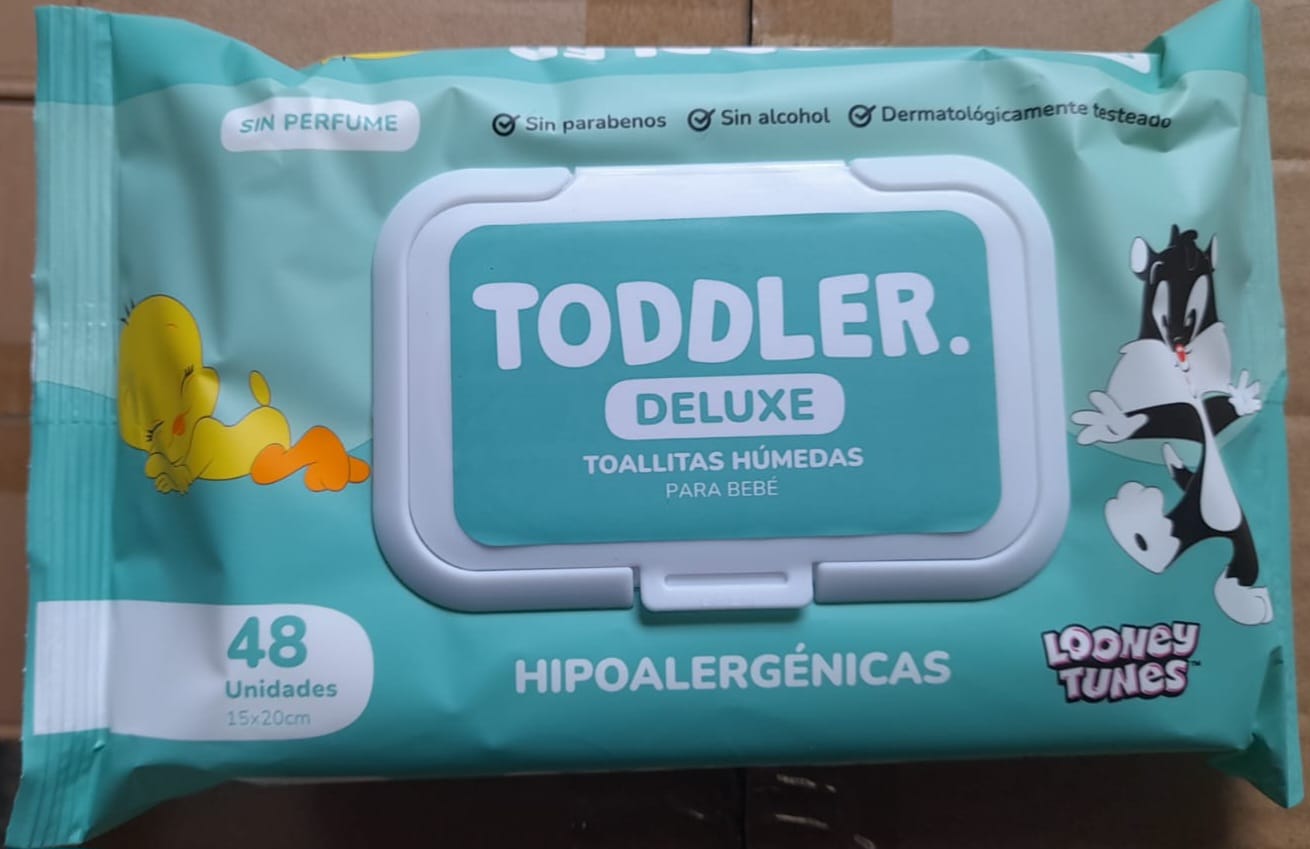 SIN PERFUME
Sin parabenos
Sin alcohol
Dermatológicamente testeado
TODDLER.
DELUXE
TOALLITAS HÚMEDAS
PARA BEBÉ
48
Unidades
15x20cm
HIPOALERGÉNICAS
LOONEY
TUNES™